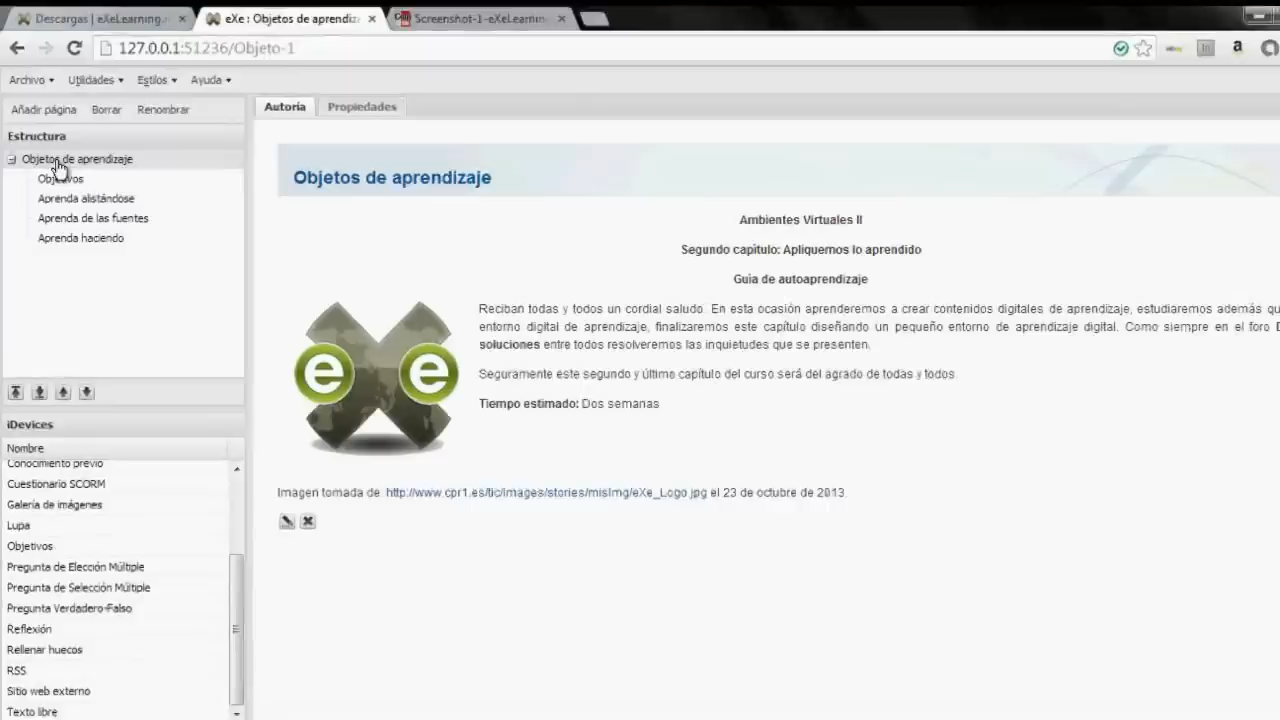 Descargas | eXeLearning.
eXe : Objetos de aprendiza
Screenshot-1-eXeLearnin
127.0.0.1:51236/Objeto-1
a
Archivo Utilidades Estilos Ayuda
Añadir página Borrar Renombrar
Estructura
Objetos de aprendizaje
Objetivos
Aprenda alistándose
Aprenda de las fuentes
Aprenda haciendo
iDevices
Nombre
Conocimiento previo
Cuestionario SCORM
Galería de imágenes
Lupa
Objetivos
Pregunta de Elección Múltiple
Pregunta de Selección Múltiple
Pregunta Verdadero-Falso
Reflexión
Rellenar huecos
RSS
Sitio web externo
Texto libre
Autoría Propiedades
Objetos de aprendizaje
Ambientes Virtuales II
Segundo capítulo: Apliquemos lo aprendido
Guía de autoaprendizaje
e e
Reciban todas y todos un cordial saludo. En esta ocasión aprenderemos a crear contenidos digitales de aprendizaje, estudiaremos además qu
entorno digital de aprendizaje, finalizaremos este capítulo diseñando un pequeño entorno de aprendizaje digital. Como siempre en el foro
soluciones entre todos resolveremos las inquietudes que se presenten.
Seguramente este segundo y último capítulo del curso será del agrado de todas y todos.
Tiempo estimado: Dos semanas
Imagen tomada de: http://www.cpr1.es/tic/images/stories/misImg/eXe_Logo.jpg el 23 de octubre de 2013.